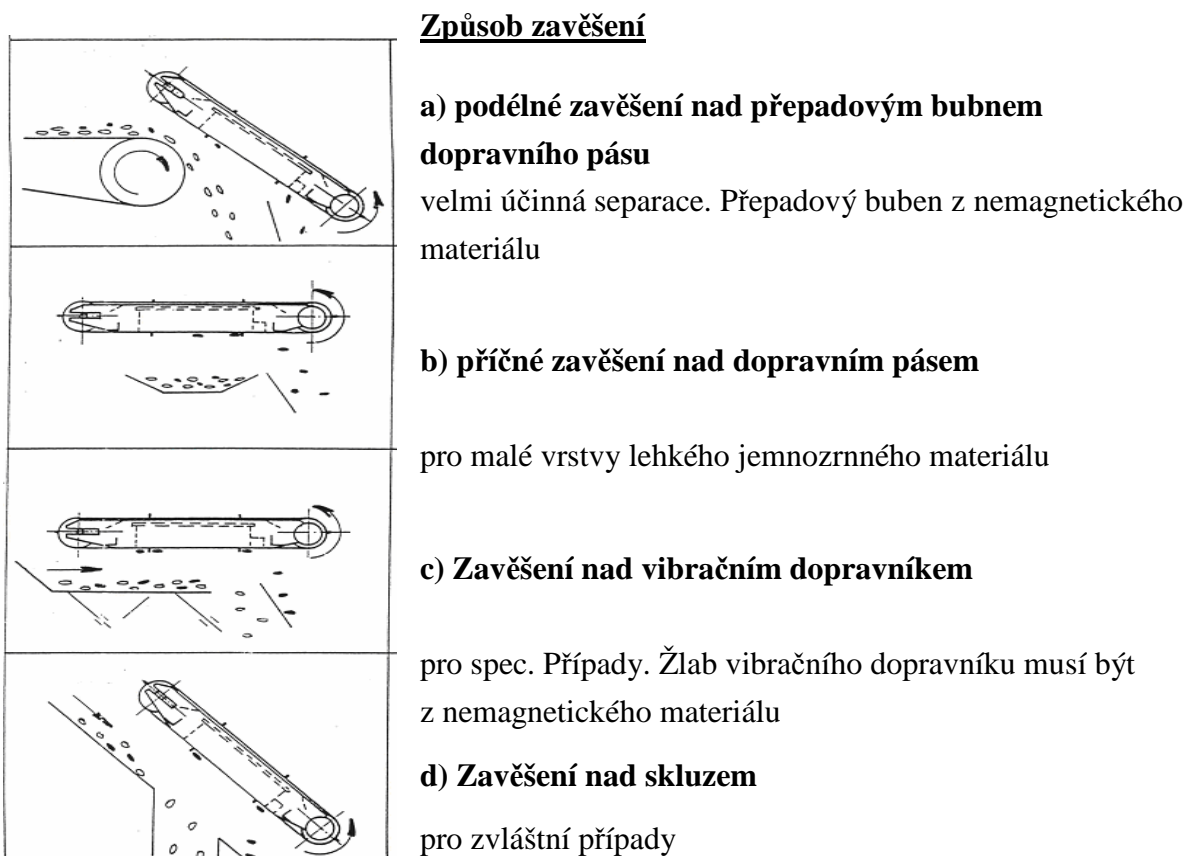 Způsob zavěšení
a) podélné zavěšení nad přepadovým bubnem
dopravního pásu
velmi účinná separace. Přepadový buben z nemagnetického
materiálu
b) příčné zavěšení nad dopravním pásem
pro malé vrstvy lehkého jemnozrnného materiálu
c) Zavěšení nad vibračním dopravníkem
pro spec. Případy. Žlab vibračního dopravníku musí být
z nemagnetického materiálu
d) Zavěšení nad skluzem
pro zvláštní případy